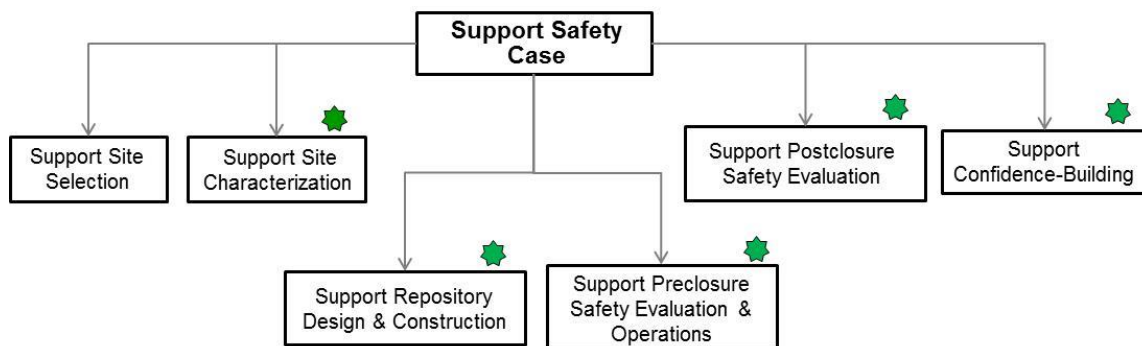 Support Safety
Case
Support Site
Selection
Support Site
Characterization
Support Postclosure
Safety Evaluation
Support
Confidence-Building
Support Repository
Design & Construction
Support Preclosure
Safety Evaluation &
Operations